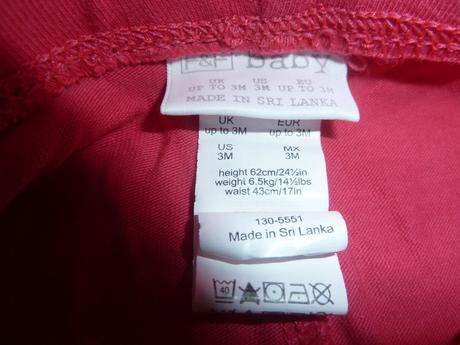 F&F baby
UK US EU
UP TO 3M 3M UP TO 3M
MADE IN SRI LANKA
UK EUR
up to 3M up to 3M
US MX
3M 3M
height 62cm/24½in
weight 6.5kg/14½lbs
waist 43cm/17in
130-5551
Made in Sri Lanka
40